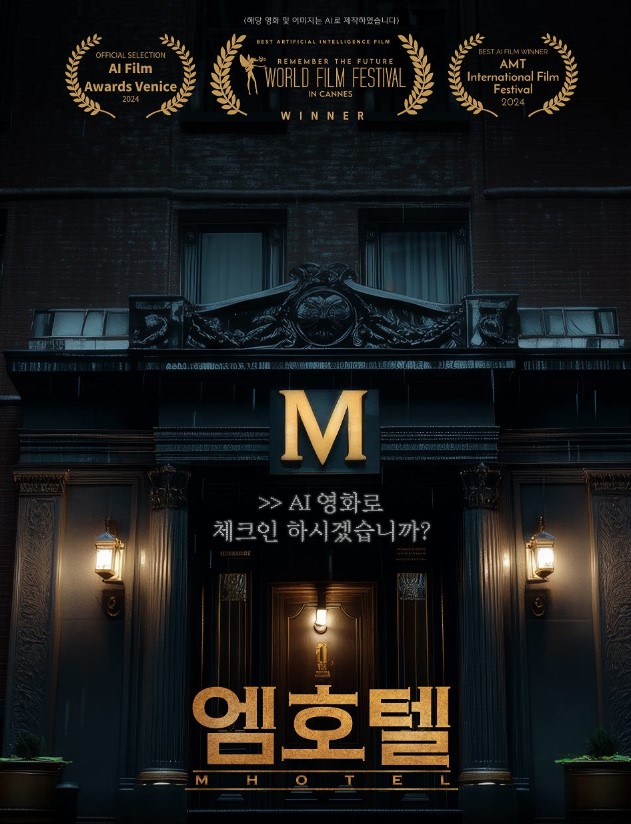 (해당 영화 및 이미지는 AI로 제작하였습니다)
OFFICIAL SELECTION
AI Film
Awards Venice
2024
BEST ARTIFICIAL INTELLIGENCE FILM
REMEMBER THE FUTURE
WORLD FILM FESTIVAL
IN CANNES
WINNER
BEST AI FILM WINNER
AMT
International Film
Festival
2024
M
>> AI 영화로
체크인 하시겠습니까?
엠호텔
M HOTEL